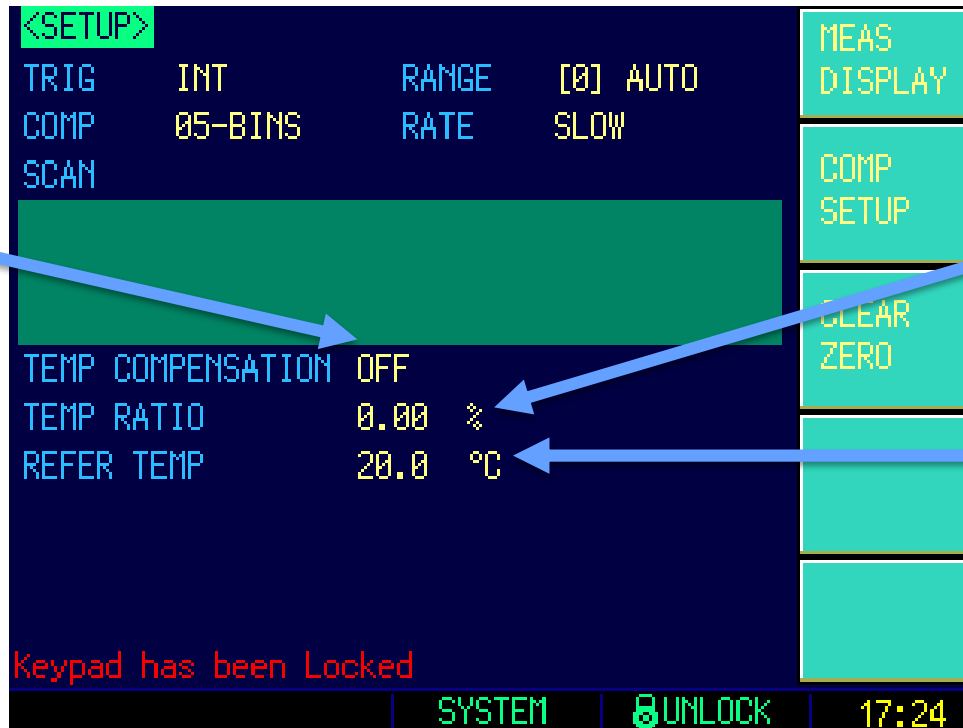 <SETUP>
TRIG INT RANGE [0] AUTO
COMP 05-BINS RATE SLOW
SCAN
TEMP COMPENSATION OFF
TEMP RATIO 0.00 %
REFER TEMP 20.0 °C
Keypad has been Locked
MEAS
DISPLAY
COMP
SETUP
CLEAR
ZERO
SYSTEM UNLOCK 17:24